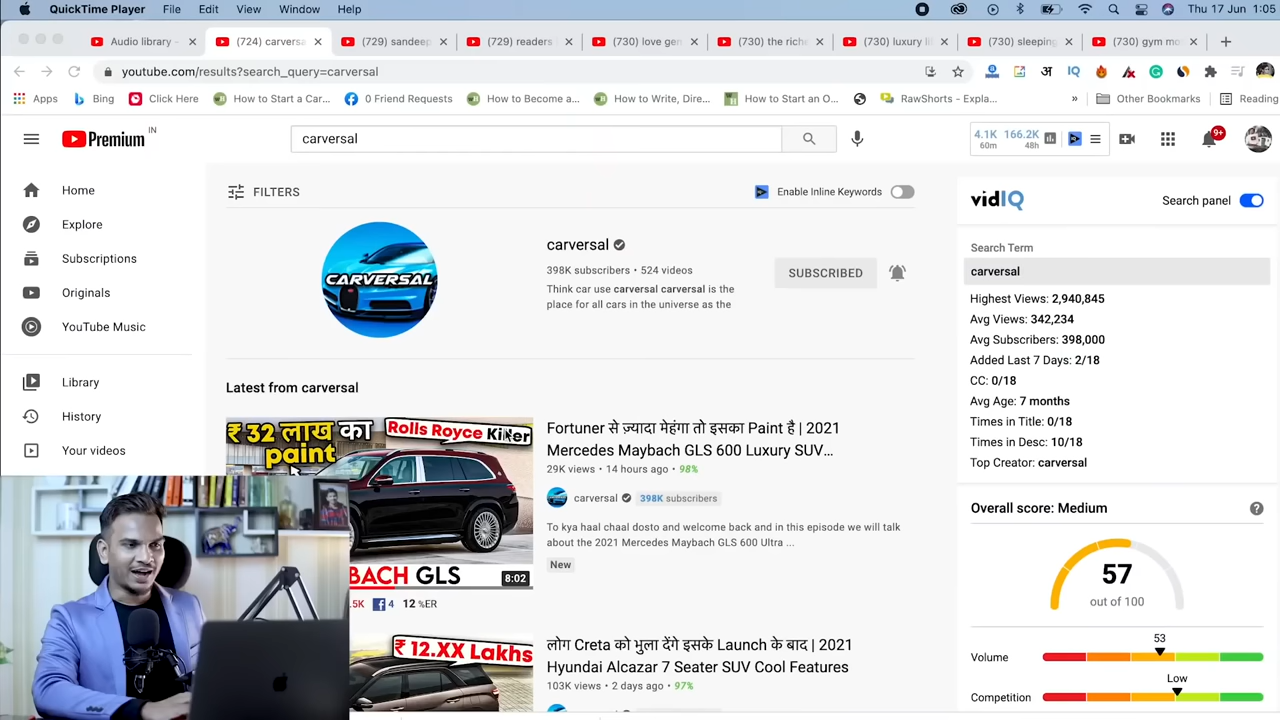 QuickTime Player File Edit View Window Help
Thu 17 Jun 1:05
Audio library –
(724) carversa
(729) sandeep
(729) readers
(730) love gen
(730) the riche
(730) luxury li
(730) sleeping
(730) gym mo
youtube.com/results?search_query=carversal
Apps
Bing
Click Here
How to Start a Car...
0 Friend Requests
How to Become a...
How to Write, Dire...
How to Start an O...
RawShorts - Expla...
»
Other Bookmarks
Reading
Premium IN
carversal
4.1K 166.2K
60m 48h
9+
Home
Explore
Subscriptions
Originals
YouTube Music
Library
History
Your videos
FILTERS
Enable Inline Keywords
CARVERSAL
carversal
398K subscribers • 524 videos
Think car use carversal carversal is the
place for all cars in the universe as the
SUBSCRIBED
Latest from carversal
₹ 32 लाख का
paint
Rolls Royce Killer
BACH GLS
8:02
.5K 4 12 %ER
Fortuner से ज़्यादा मेहंगा तो इसका Paint है | 2021
Mercedes Maybach GLS 600 Luxury SUV...
29K views • 14 hours ago • 98%
carversal 398K subscribers
To kya haal chaal dosto and welcome back and in this episode we will talk
about the 2021 Mercedes Maybach GLS 600 Ultra ...
New
₹ 12.XX Lakhs
लोग Creta को भुला देंगे इसके Launch के बाद | 2021
Hyundai Alcazar 7 Seater SUV Cool Features
103K views • 2 days ago • 97%
vidIQ
Search panel
Search Term
carversal
Highest Views: 2,940,845
Avg Views: 342,234
Avg Subscribers: 398,000
Added Last 7 Days: 2/18
CC: 0/18
Avg Age: 7 months
Times in Title: 0/18
Times in Desc: 10/18
Top Creator: carversal
Overall score: Medium
?
57
out of 100
53
Volume
Low
Competition